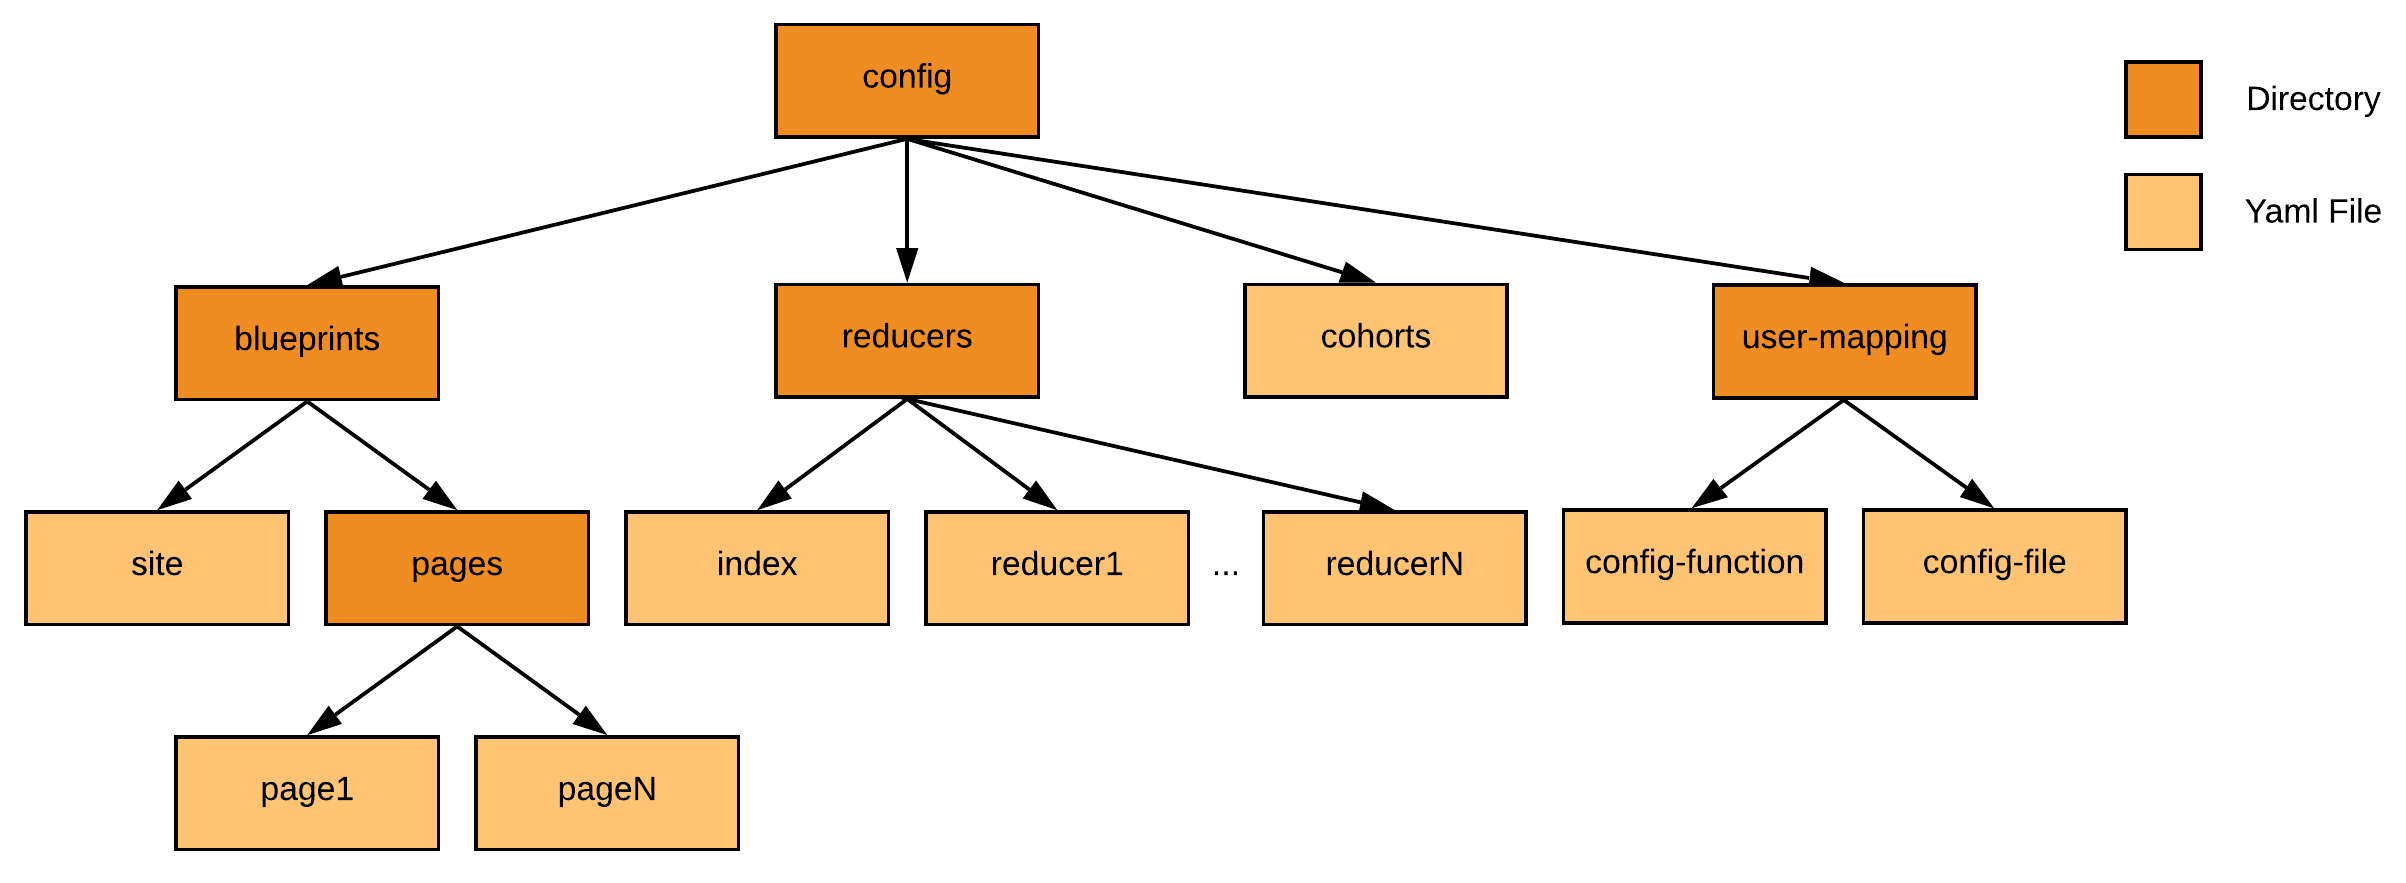 config
Directory
Yaml File
blueprints
reducers
cohorts
user-mapping
site
pages
index
reducer1
...
reducerN
config-function
config-file
page1
pageN